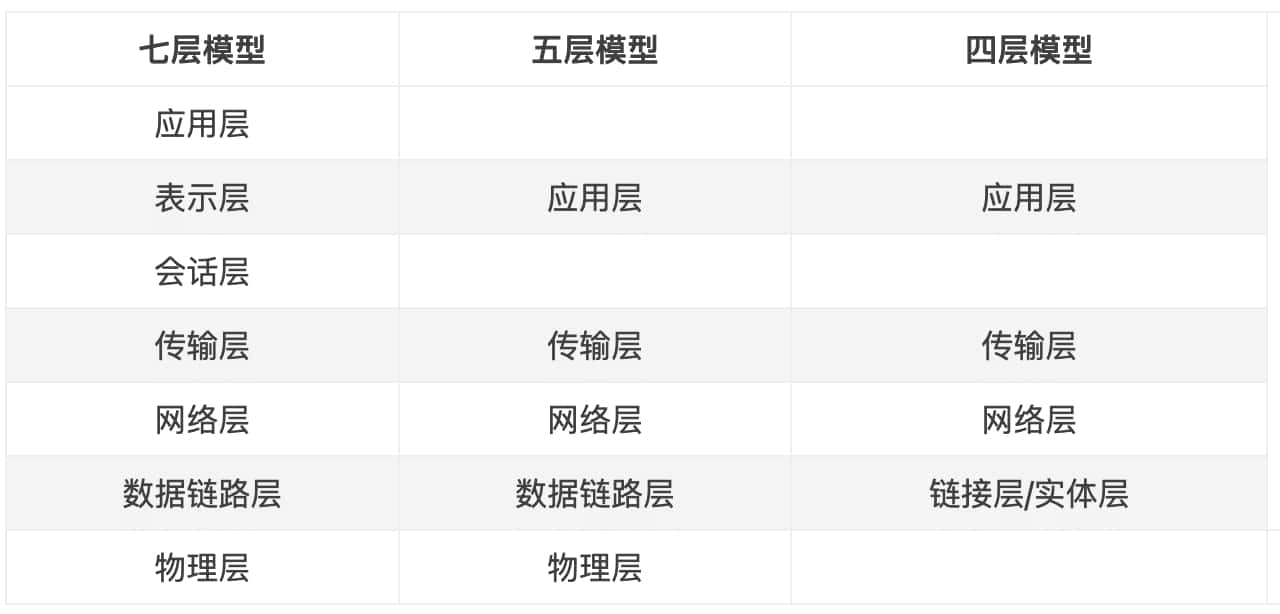 七层模型 五层模型 四层模型
应用层
表示层 应用层 应用层
会话层
传输层 传输层 传输层
网络层 网络层 网络层
数据链路层 数据链路层 链接层/实体层
物理层 物理层